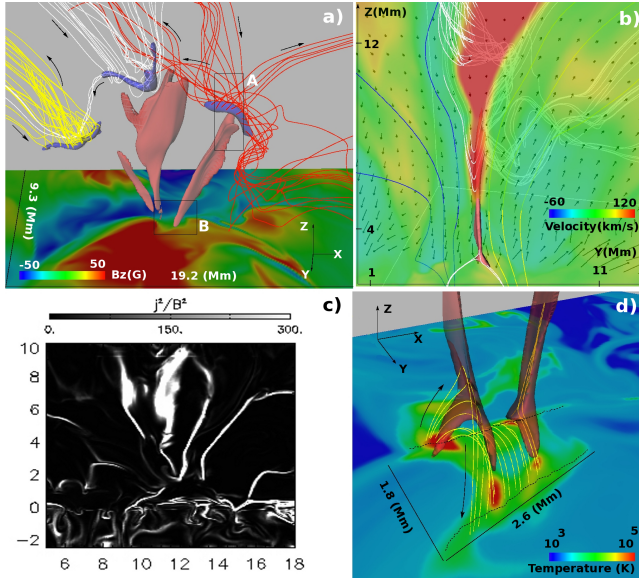 a)
A
B
9.3 (Mm)
Z
X
Y
-50 50
Bz(G)
19.2 (Mm)
b)
Z(Mm)
12
4
-60 120
Velocity(km/s)
Y(Mm)
1 11
c)
j²/B²
0. 150. 300.
10
8
6
4
2
0
-2
6 8 10 12 14 16 18
d)
Z
X
Y
1.8 (Mm)
2.6 (Mm)
10³ 10⁵
Temperature (K)